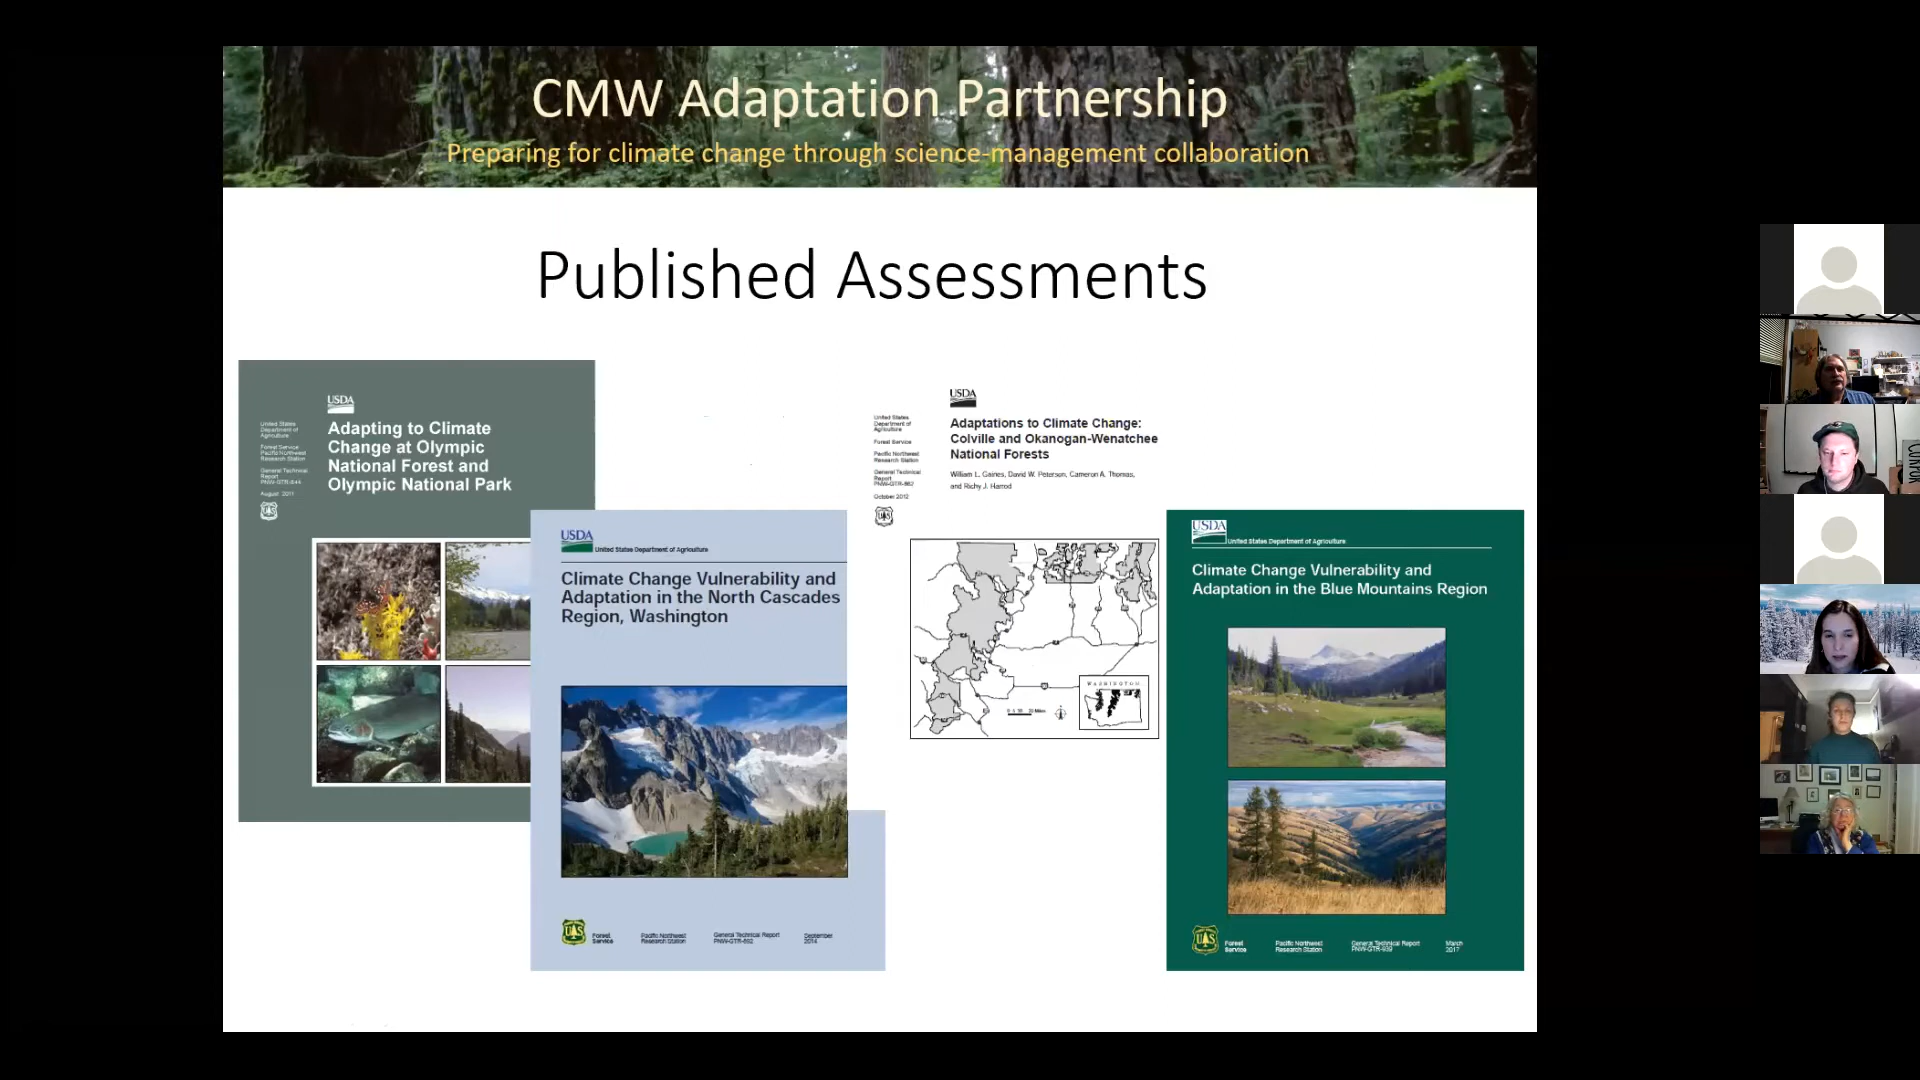 CMW Adaptation Partnership
Preparing for climate change through science-management collaboration
Published Assessments
USDA
United States
Department of
Agriculture
Forest Service
Pacific Northwest
Research Station
General Technical
Report
PNW-GTR-844
August 2011
Adapting to Climate
Change at Olympic
National Forest and
Olympic National Park
USDA
United States Department of Agriculture
Climate Change Vulnerability and
Adaptation in the North Cascades
Region, Washington
Forest
Service
Pacific Northwest
Research Station
General Technical Report
PNW-GTR-892
September
2014
USDA
United States
Department of
Agriculture
Forest Service
Pacific Northwest
Research Station
General Technical
Report
PNW-GTR-862
October 2012
Adaptations to Climate Change:
Colville and Okanogan-Wenatchee
National Forests
William L. Gaines, David W. Peterson, Cameron A. Thomas,
and Richy J. Harrod
WASHINGTON
USDA
United States Department of Agriculture
Climate Change Vulnerability and
Adaptation in the Blue Mountains Region
Forest
Service
Pacific Northwest
Research Station
General Technical Report
PNW-GTR-939
March
2017